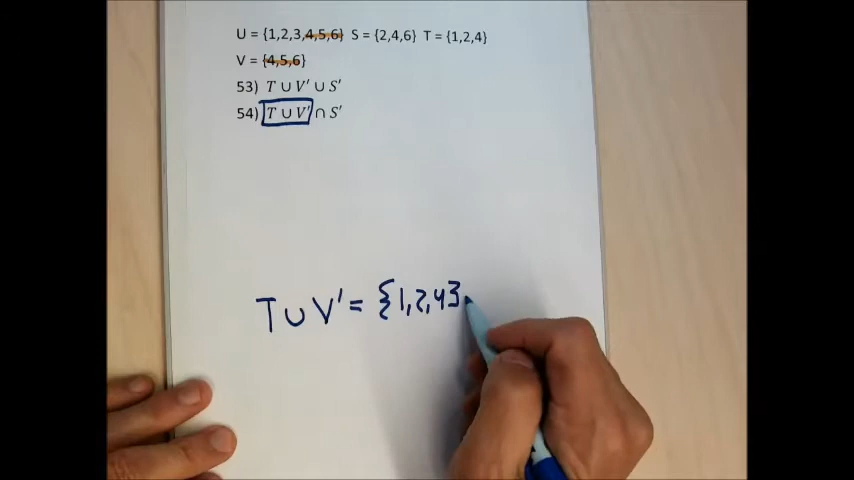 U = {1,2,3,4,5,6} S = {2,4,6} T = {1,2,4}
V = {4,5,6}
53) T ∪ V′ ∪ S′
54) T ∪ V′ ∩ S′
T ∪ V′ = {1,2,4}